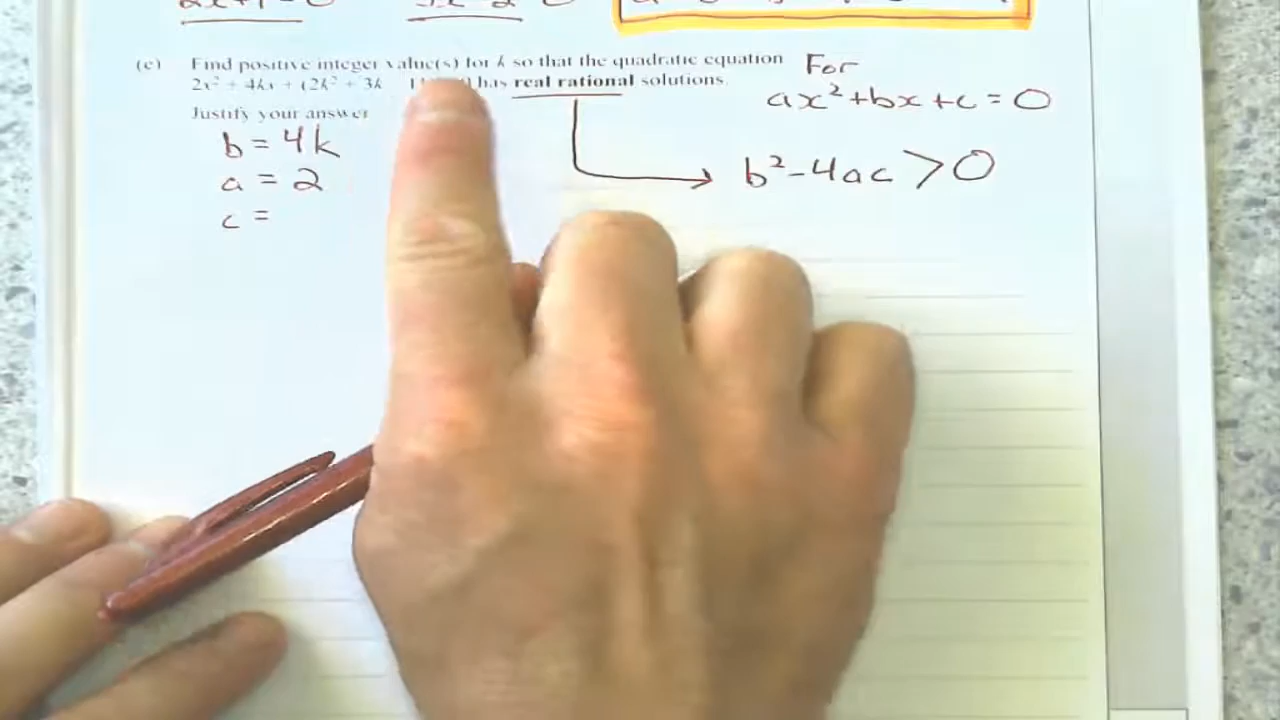 (e) Find positive integer value(s) for k so that the quadratic equation
2x² + 4kx + (2k² + 3k has real rational solutions.
Justify your answer
For
ax²+bx+c=0
b = 4k
a = 2
c =
b²-4ac>0